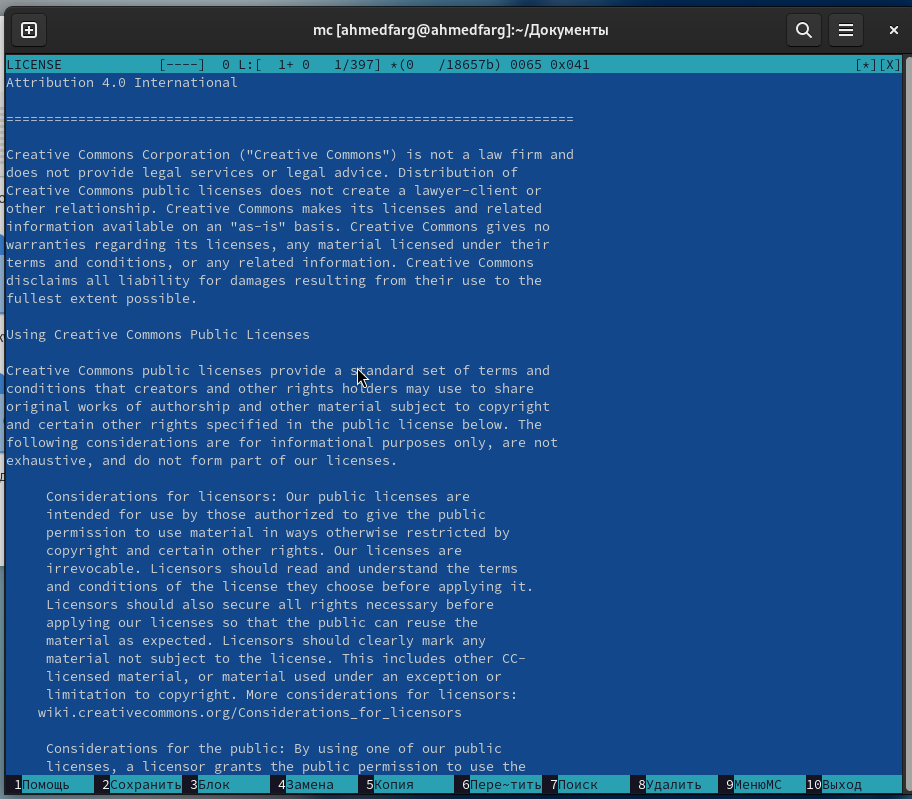 mc [ahmedfarg@ahmedfarg]:~/Документы
LICENSE [----] 0 L:[ 1+ 0 1/397] *(0 /18657b) 0065 0x041 [*][X]
Attribution 4.0 International
=======================================================================
Creative Commons Corporation ("Creative Commons") is not a law firm and
does not provide legal services or legal advice. Distribution of
Creative Commons public licenses does not create a lawyer-client or
other relationship. Creative Commons makes its licenses and related
information available on an "as-is" basis. Creative Commons gives no
warranties regarding its licenses, any material licensed under their
terms and conditions, or any related information. Creative Commons
disclaims all liability for damages resulting from their use to the
fullest extent possible.
Using Creative Commons Public Licenses
Creative Commons public licenses provide a standard set of terms and
conditions that creators and other rights holders may use to share
original works of authorship and other material subject to copyright
and certain other rights specified in the public license below. The
following considerations are for informational purposes only, are not
exhaustive, and do not form part of our licenses.
Considerations for licensors: Our public licenses are
intended for use by those authorized to give the public
permission to use material in ways otherwise restricted by
copyright and certain other rights. Our licenses are
irrevocable. Licensors should read and understand the terms
and conditions of the license they choose before applying it.
Licensors should also secure all rights necessary before
applying our licenses so that the public can reuse the
material as expected. Licensors should clearly mark any
material not subject to the license. This includes other CC-
licensed material, or material used under an exception or
limitation to copyright. More considerations for licensors:
wiki.creativecommons.org/Considerations_for_licensors
Considerations for the public: By using one of our public
licenses, a licensor grants the public permission to use the
1Помощь 2Сохранить 3Блок 4Замена 5Копия 6Пере~тить 7Поиск 8Удалить 9МенюMC 10Выход